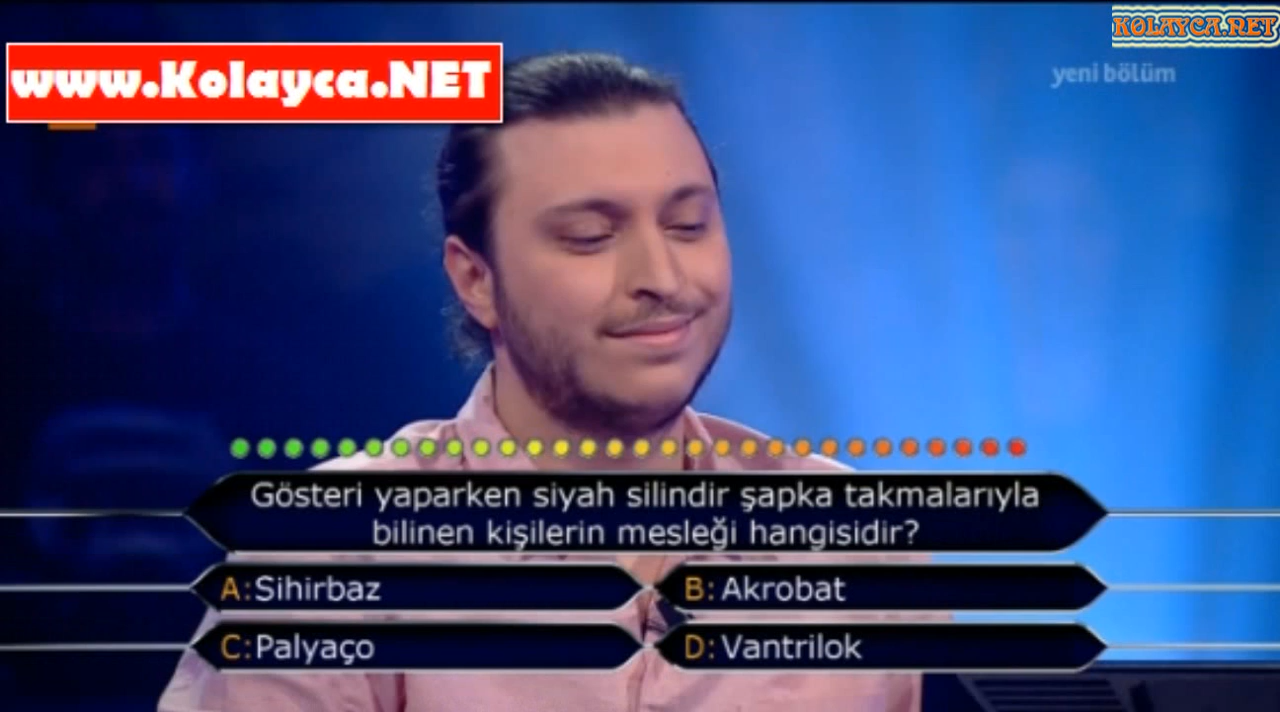 KOLAYCA.NET
www.Kolayca.NET
yeni bölüm
Gösteri yaparken siyah silindir şapka takmalarıyla
bilinen kişilerin mesleği hangisidir?
A: Sihirbaz
B: Akrobat
C: Palyaço
D: Vantrilok